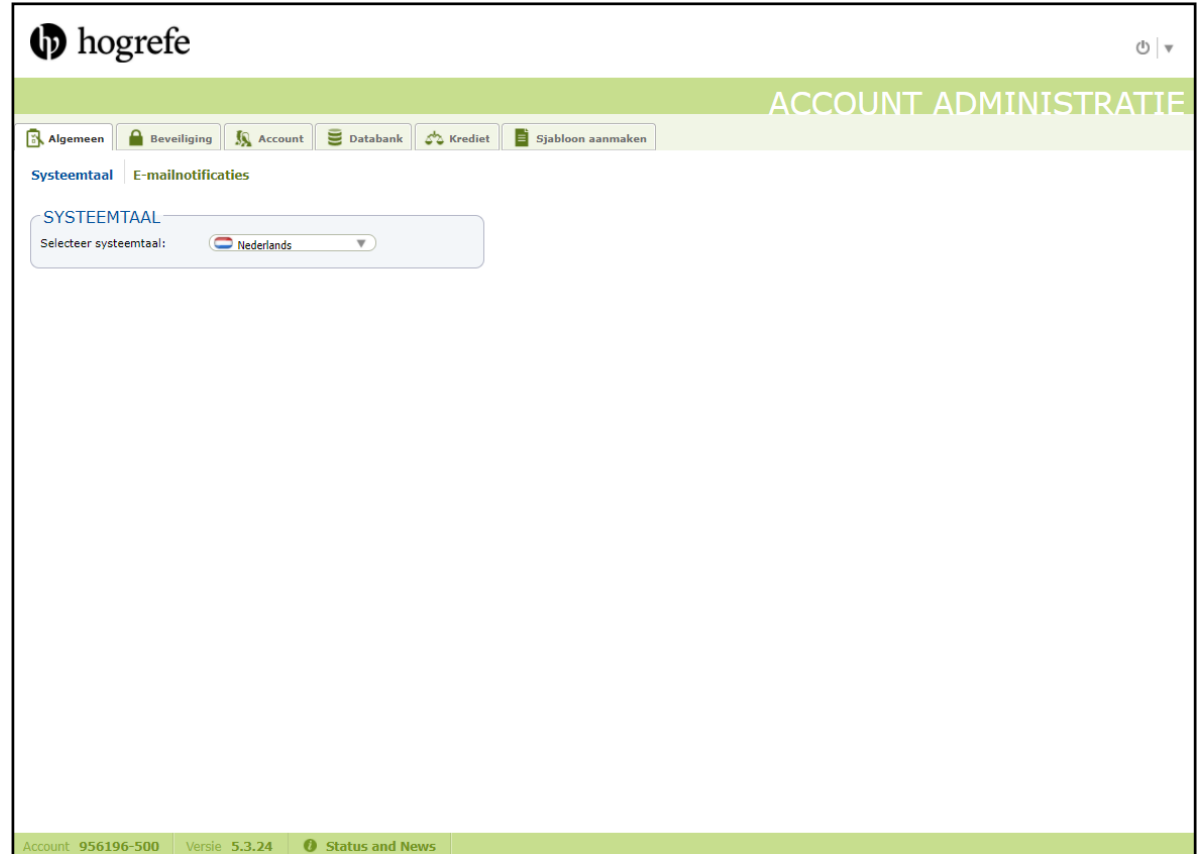 hp hogrefe
ACCOUNT ADMINISTRATIE
Algemeen Beveiliging Account Databank Krediet Sjabloon aanmaken
Systeemtaal E-mailnotificaties
SYSTEEMTAAL
Selecteer systeemtaal: Nederlands
Account 956196-500 Versie 5.3.24 Status and News